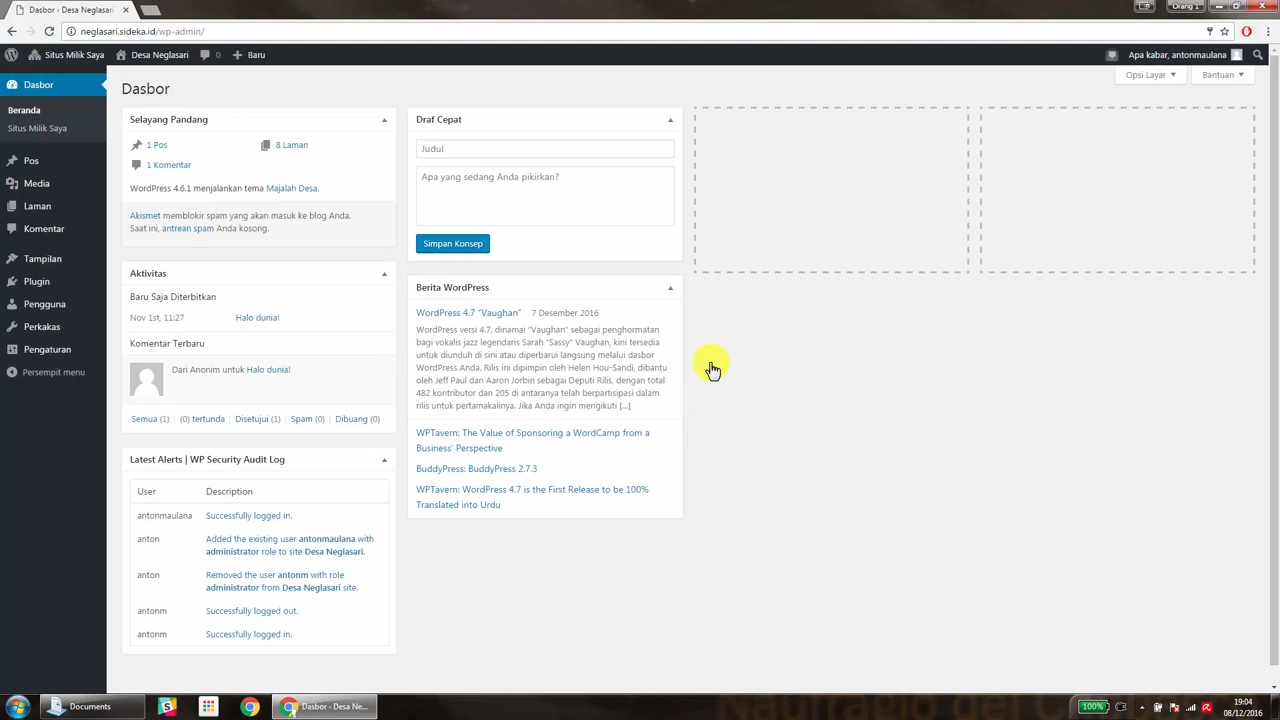 Dasbor ‹ Desa Neglasari
Orang 1
neglasari.sideka.id/wp-admin/
Situs Milik Saya
Desa Neglasari
0
Baru
Apa kabar, antonmaulana
Dasbor
Beranda
Situs Milik Saya
Pos
Media
Laman
Komentar
Tampilan
Plugin
Pengguna
Perkakas
Pengaturan
Persempit menu
Opsi Layar
Bantuan
Dasbor
Selayang Pandang
1 Pos
8 Laman
1 Komentar
WordPress 4.6.1 menjalankan tema Majalah Desa.
Akismet memblokir spam yang akan masuk ke blog Anda.
Saat ini, antrean spam Anda kosong.
Aktivitas
Baru Saja Diterbitkan
Nov 1st, 11:27
Halo dunia!
Komentar Terbaru
Dari Anonim untuk Halo dunia!
Semua (1) | (0) tertunda | Disetujui (1) | Spam (0) | Dibuang (0)
Latest Alerts | WP Security Audit Log
User Description
antonmaulana Successfully logged in.
anton Added the existing user antonmaulana with
administrator role to site Desa Neglasari.
anton Removed the user antonm with role
administrator from Desa Neglasari site.
antonm Successfully logged out.
antonm Successfully logged in.
Draf Cepat
Judul
Apa yang sedang Anda pikirkan?
Simpan Konsep
Berita WordPress
WordPress 4.7 “Vaughan” 7 Desember 2016
WordPress versi 4.7, dinamai “Vaughan” sebagai penghormatan
bagi vokalis jazz legendaris Sarah “Sassy” Vaughan, kini tersedia
untuk diunduh di sini atau diperbarui langsung melalui dasbor
WordPress Anda. Rilis ini dipimpin oleh Helen Hou-Sandi, dibantu
oleh Jeff Paul dan Aaron Jorbin sebagai Deputi Rilis, dengan total
482 kontributor dan 205 di antaranya telah berpartisipasi dalam
rilis untuk pertamakalinya. Jika Anda ingin mengikuti [...]
WPTavern: The Value of Sponsoring a WordCamp from a
Business’ Perspective
BuddyPress: BuddyPress 2.7.3
WPTavern: WordPress 4.7 is the First Release to be 100%
Translated into Urdu
Documents
Dasbor ‹ Desa Ne...
100%
19:04
08/12/2016